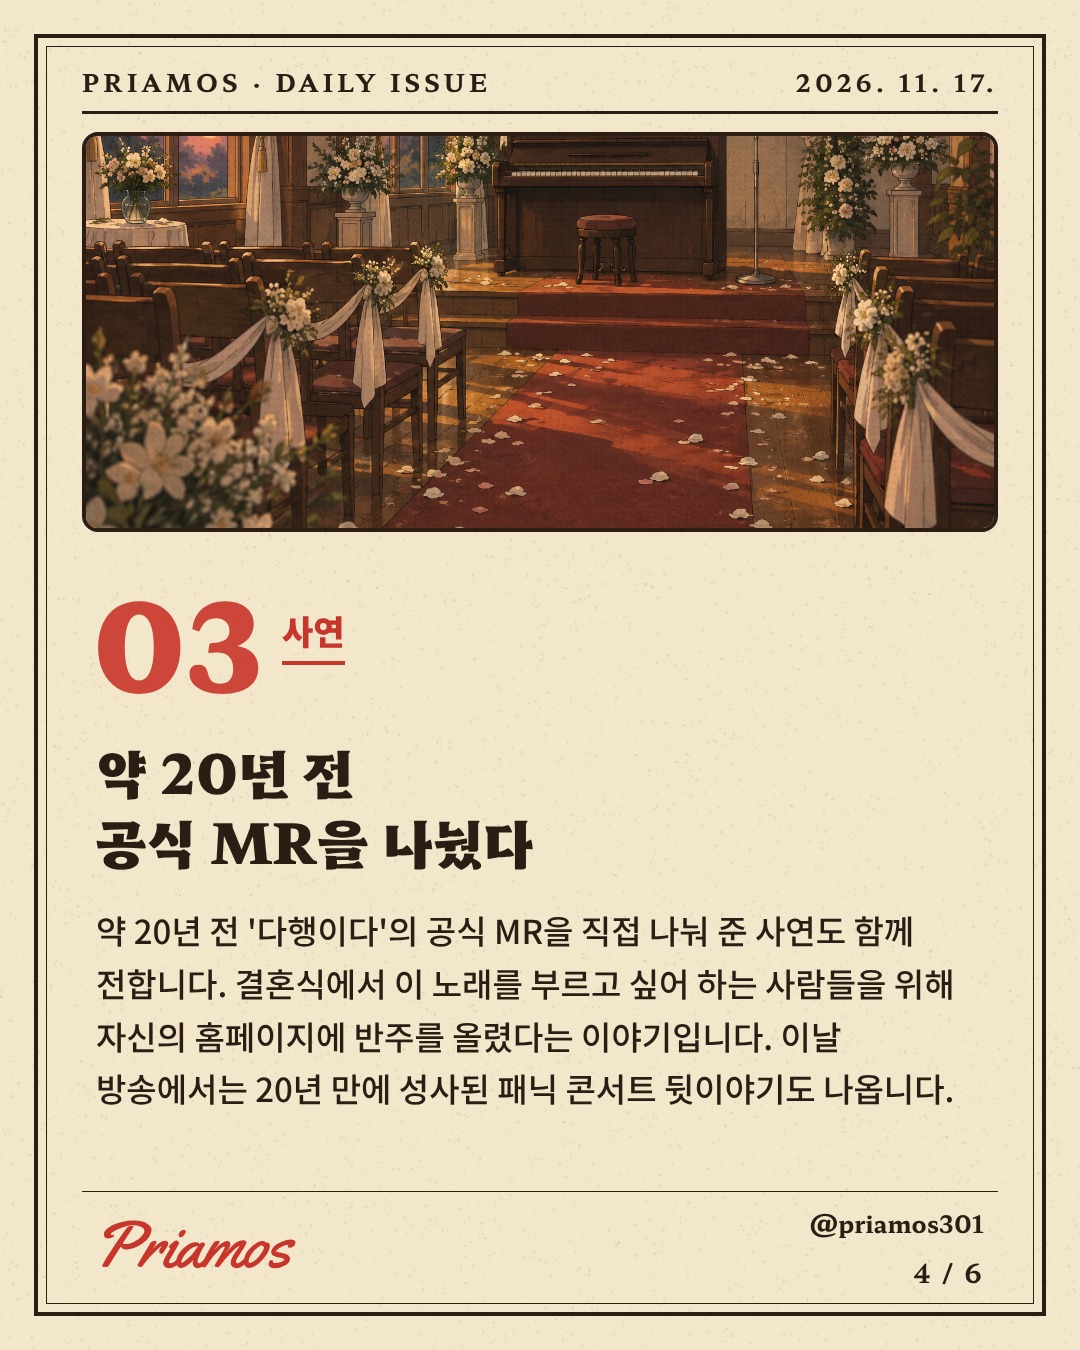 PRIAMOS · DAILY ISSUE
2026. 11. 17.
03
사연
약 20년 전
공식 MR을 나눴다
약 20년 전 '다행이다'의 공식 MR을 직접 나눠 준 사연도 함께
전합니다. 결혼식에서 이 노래를 부르고 싶어 하는 사람들을 위해
자신의 홈페이지에 반주를 올렸다는 이야기입니다. 이날
방송에서는 20년 만에 성사된 패닉 콘서트 뒷이야기도 나옵니다.
Priamos
@priamos301
4 / 6